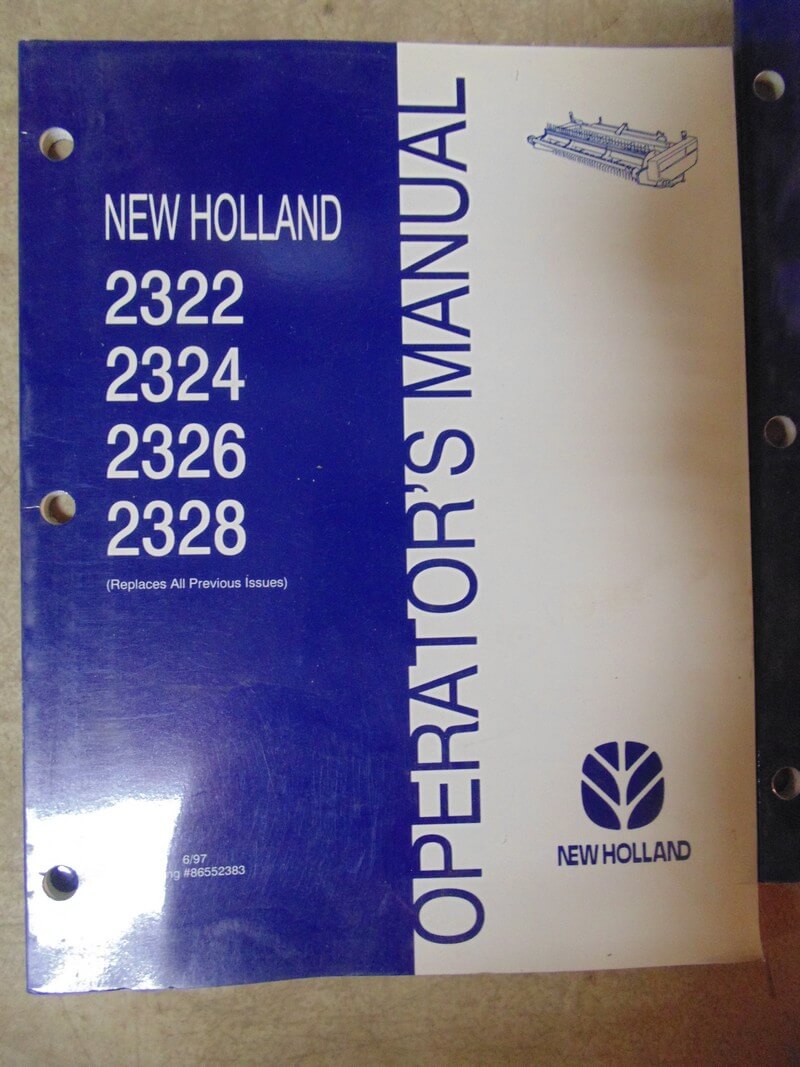 NEW HOLLAND
2322
2324
2326
2328
(Replaces All Previous Issues)
6/97
#86552383
OPERATOR'S MANUAL
NEW HOLLAND